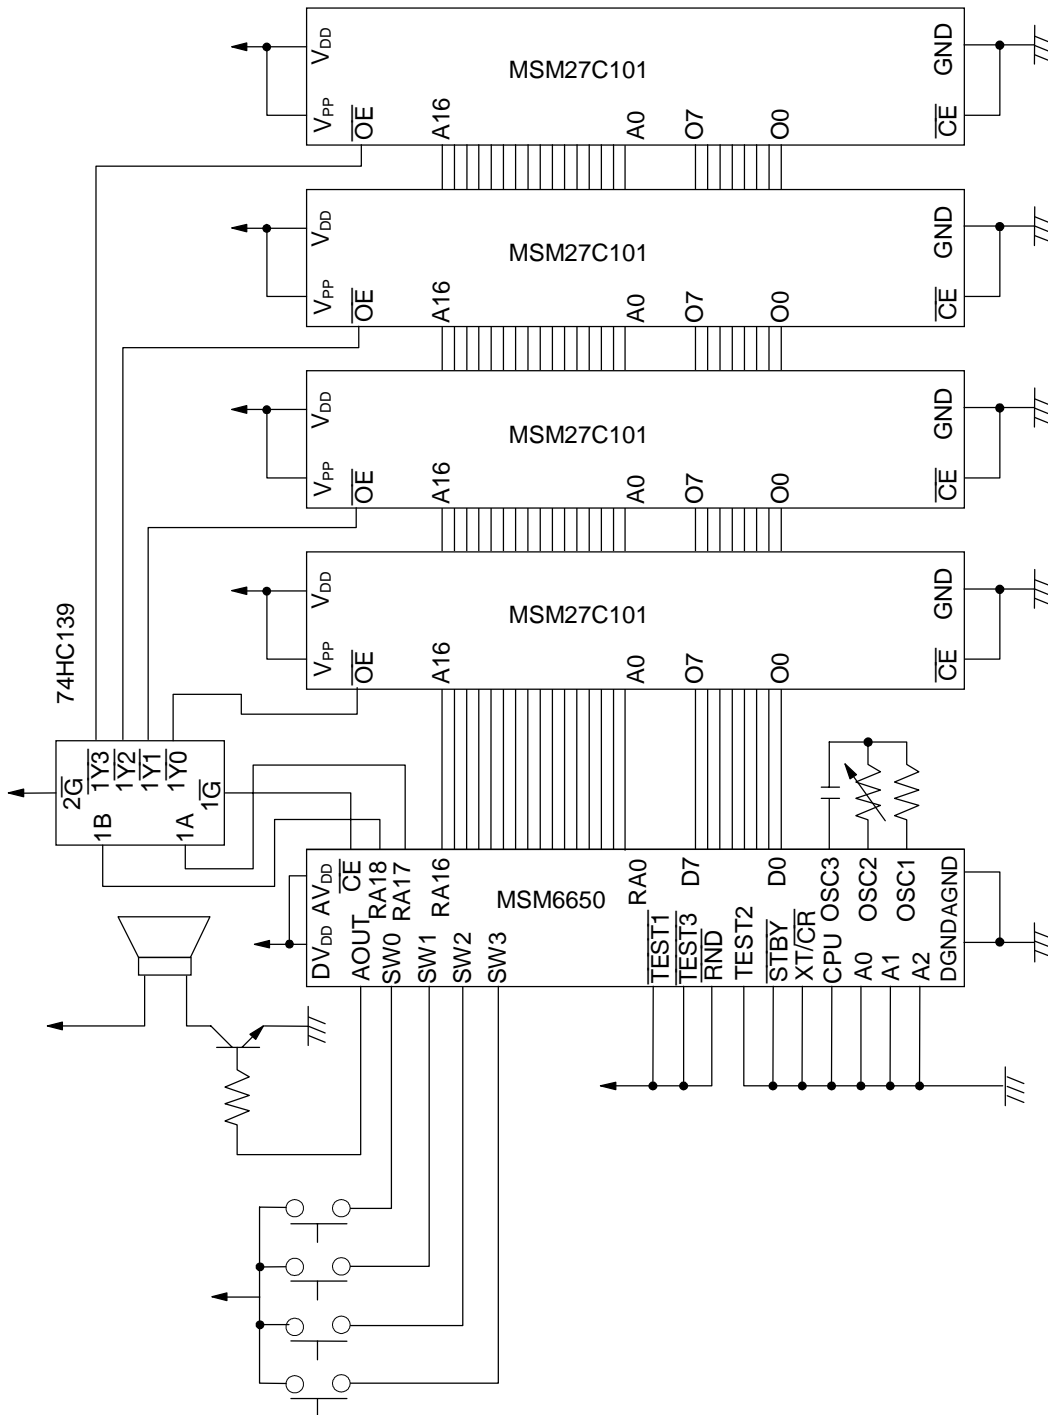 VDD
VPP
OE
A16
MSM27C101
A0
O7
O0
GND
CE
VDD
VPP
OE
A16
MSM27C101
A0
O7
O0
GND
CE
VDD
VPP
OE
A16
MSM27C101
A0
O7
O0
GND
CE
VDD
VPP
OE
A16
MSM27C101
A0
O7
O0
GND
CE
74HC139
2G
1Y3
1Y2
1Y1
1Y0
1B
1A
1G
MSM6650
DVDD
AVDD
CE
RA18
RA17
RA16
RA0
D7
D0
OSC3
OSC2
OSC1
AGND
DGND
AOUT
SW0
SW1
SW2
SW3
TEST1
TEST3
RND
TEST2
STBY
XT/CR
CPU
A0
A1
A2